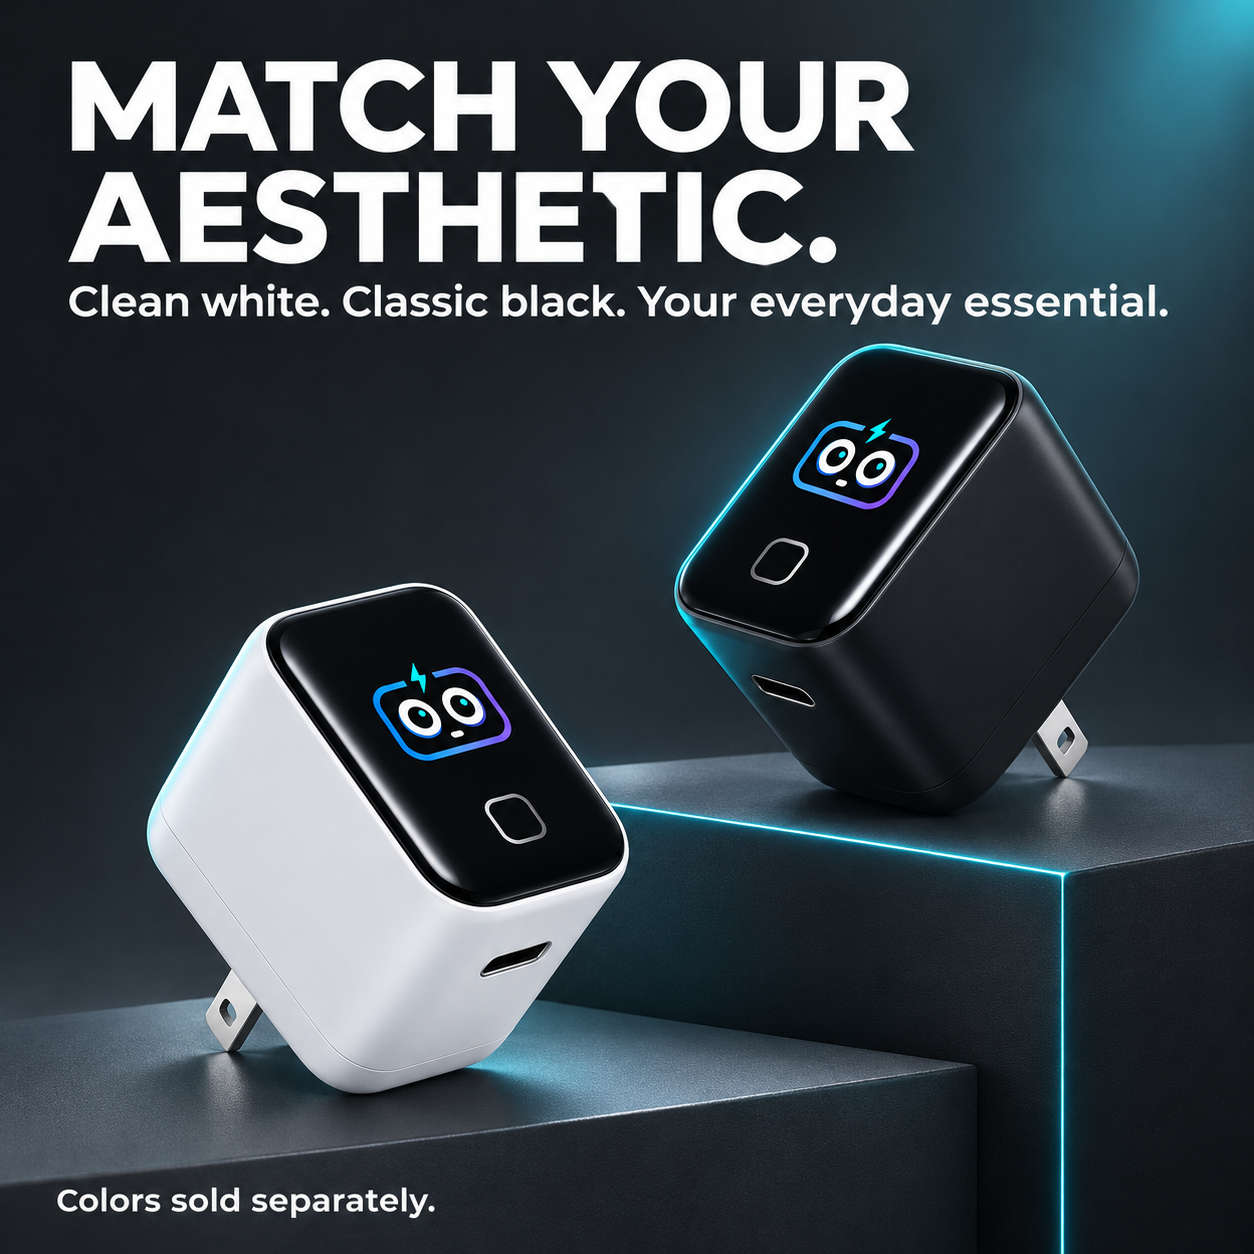 MATCH YOUR
AESTHETIC.
Clean white. Classic black. Your everyday essential.
Colors sold separately.